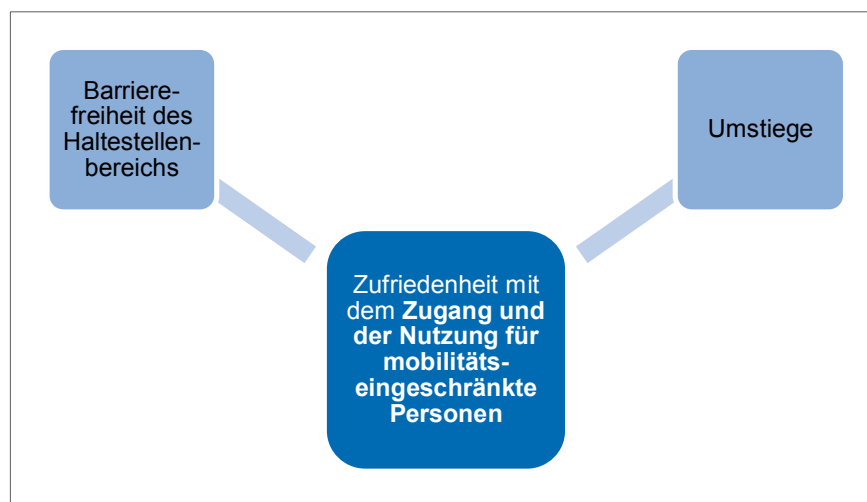 Barriere-
freiheit des
Haltestellen-
bereichs
Umstiege
Zufriedenheit mit
dem Zugang und
der Nutzung für
mobilitäts-
eingeschränkte
Personen